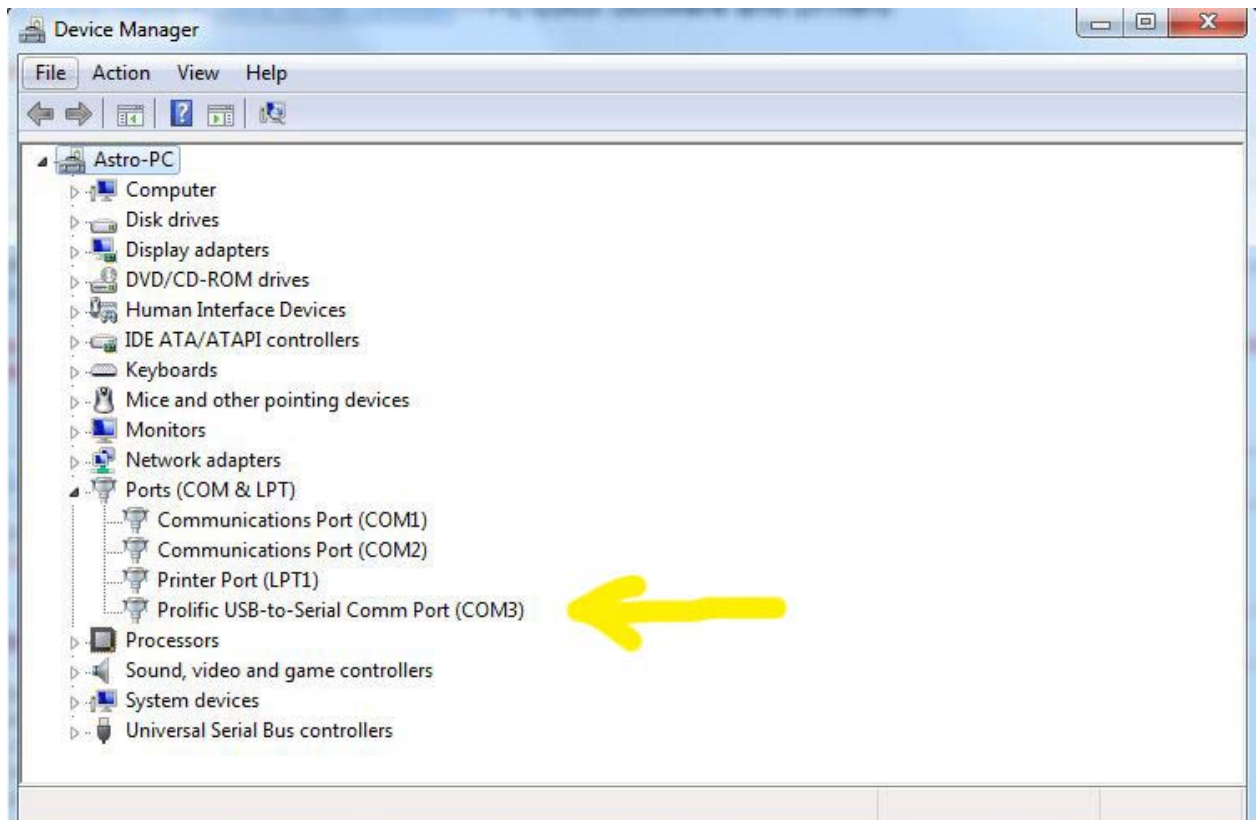 Device Manager
File Action View Help
Astro-PC
Computer
Disk drives
Display adapters
DVD/CD-ROM drives
Human Interface Devices
IDE ATA/ATAPI controllers
Keyboards
Mice and other pointing devices
Monitors
Network adapters
Ports (COM & LPT)
Communications Port (COM1)
Communications Port (COM2)
Printer Port (LPT1)
Prolific USB-to-Serial Comm Port (COM3)
Processors
Sound, video and game controllers
System devices
Universal Serial Bus controllers